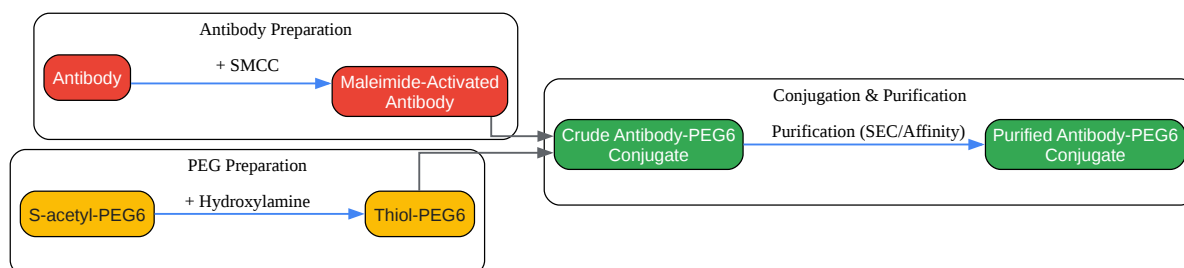 Antibody Preparation
Antibody
+ SMCC
Maleimide-Activated
Antibody
PEG Preparation
S-acetyl-PEG6
+ Hydroxylamine
Thiol-PEG6
Conjugation & Purification
Crude Antibody-PEG6
Conjugate
Purification (SEC/Affinity)
Purified Antibody-PEG6
Conjugate